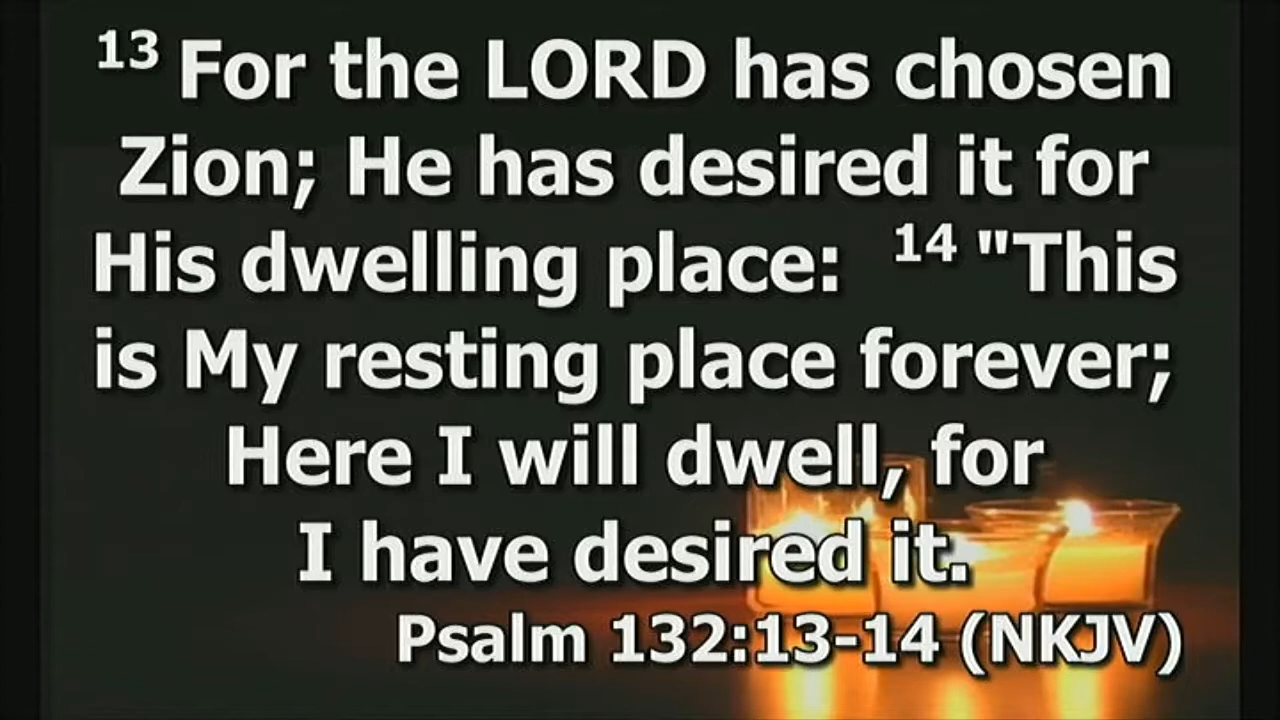 13 For the LORD has chosen
Zion; He has desired it for
His dwelling place: 14 "This
is My resting place forever;
Here I will dwell, for
I have desired it.
Psalm 132:13-14 (NKJV)